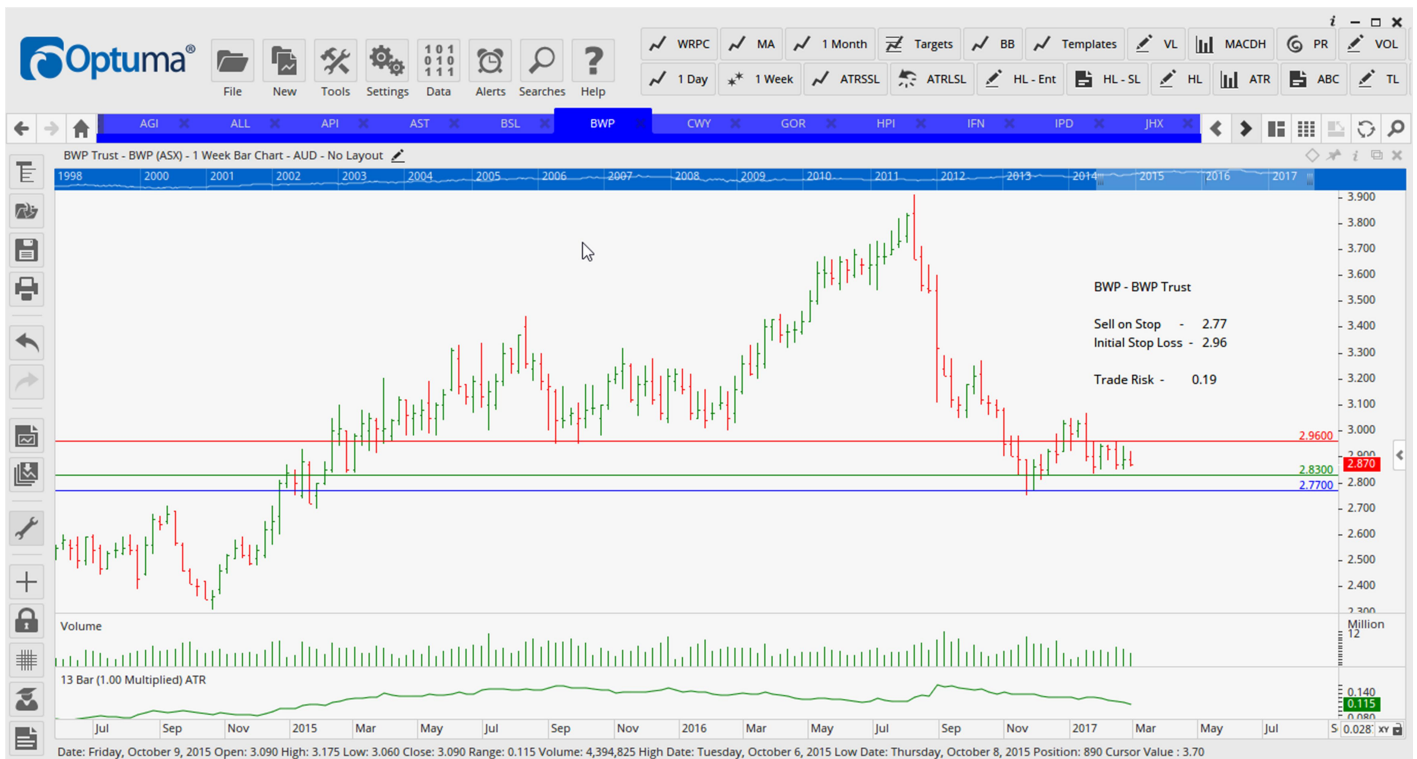 i
Optuma®
File New Tools Settings Data Alerts Searches Help
101
010
111
WRPC MA 1 Month Targets BB Templates VL MACDH PR VOL
1 Day 1 Week ATRSSL ATRLSL HL - Ent HL - SL HL ATR ABC TL
AGI ALL API AST BSL BWP CWY GOR HPI IFN IPD JHX
BWP Trust - BWP (ASX) - 1 Week Bar Chart - AUD - No Layout
1998 2000 2001 2002 2003 2004 2005 2006 2007 2008 2009 2010 2011 2012 2013 2014 2015 2016 2017
3.900
3.800
3.700
3.600
3.500
3.400
3.300
3.200
3.100
3.000
2.900
2.800
2.700
2.600
2.500
2.400
2.300
BWP - BWP Trust
Sell on Stop - 2.77
Initial Stop Loss - 2.96
Trade Risk - 0.19
2.9600
2.870
2.8300
2.7700
Volume
Million
12
13 Bar (1.00 Multiplied) ATR
0.140
0.115
0.080
Jul Sep Nov 2015 Mar May Jul Sep Nov 2016 Mar May Jul Sep Nov 2017 Mar May Jul S 0.028 XY
Date: Friday, October 9, 2015 Open: 3.090 High: 3.175 Low: 3.060 Close: 3.090 Range: 0.115 Volume: 4,394,825 High Date: Tuesday, October 6, 2015 Low Date: Thursday, October 8, 2015 Position: 890 Cursor Value : 3.70